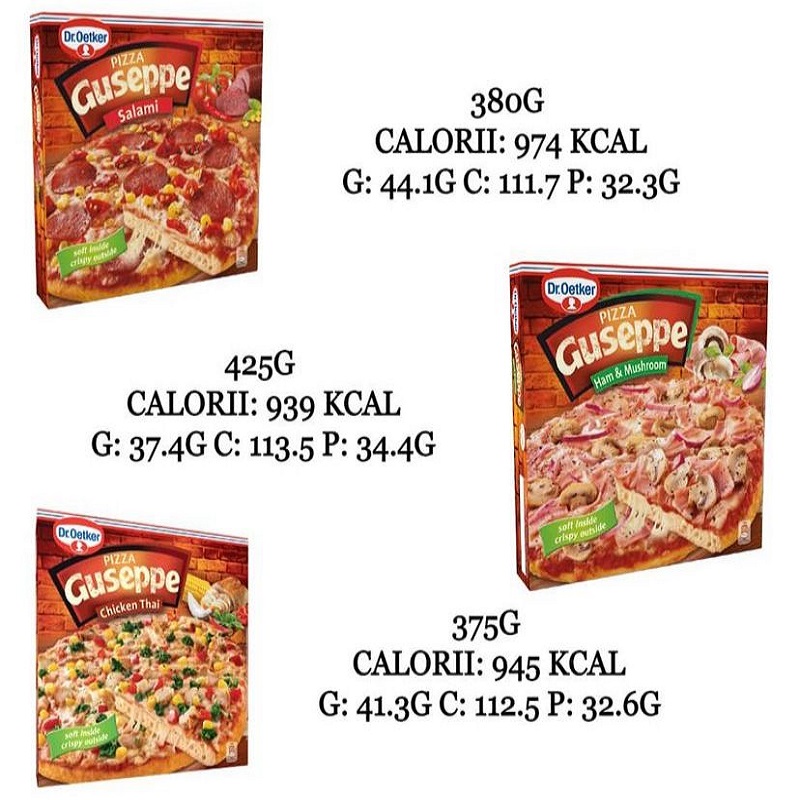 Dr.Oetker
PIZZA
Guseppe
Salami
soft inside
crispy outside
380G
CALORII: 974 KCAL
G: 44.1G C: 111.7 P: 32.3G
Dr.Oetker
PIZZA
Guseppe
Ham & Mushroom
soft inside
crispy outside
425G
CALORII: 939 KCAL
G: 37.4G C: 113.5 P: 34.4G
Dr.Oetker
PIZZA
Guseppe
Chicken Thai
soft inside
crispy outside
375G
CALORII: 945 KCAL
G: 41.3G C: 112.5 P: 32.6G